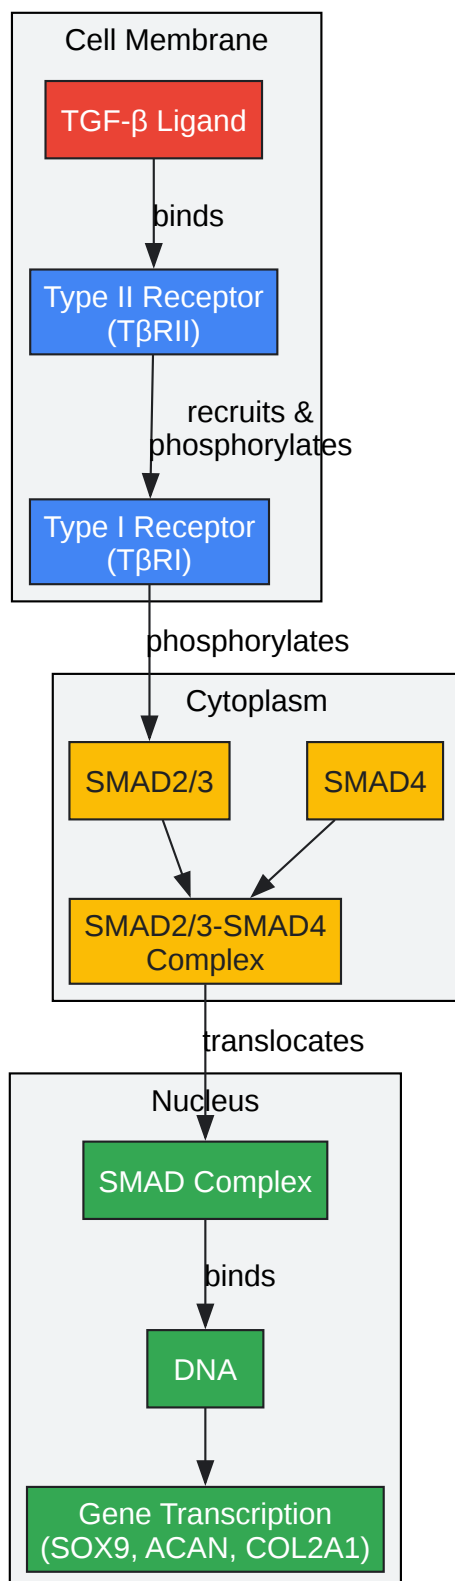 Cell Membrane
TGF-β Ligand
binds
Type II Receptor
(TβRII)
recruits &
phosphorylates
Type I Receptor
(TβRI)
phosphorylates
Cytoplasm
SMAD2/3
SMAD4
SMAD2/3-SMAD4
Complex
translocates
Nucleus
SMAD Complex
binds
DNA
Gene Transcription
(SOX9, ACAN, COL2A1)